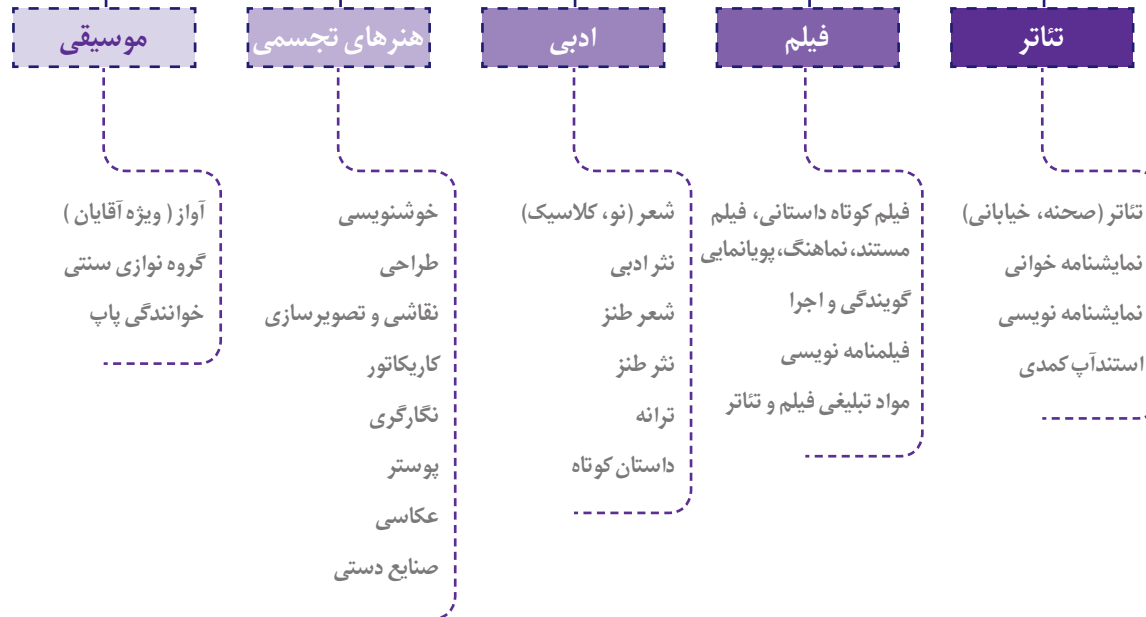 تئاتر
تئاتر (صحنه، خیابانی)
نمایشنامه خوانی
نمایشنامه نویسی
استندآپ کمدی
فیلم
فیلم کوتاه داستانی، فیلم
مستند،نماهنگ،پویانمایی
گویندگی و اجرا
فیلمنامه نویسی
مواد تبلیغی فیلم و تئاتر
ادبی
شعر (نو، کلاسیک)
نثر ادبی
شعر طنز
نثر طنز
ترانه
داستان کوتاه
هنرهای تجسمی
خوشنویسی
طراحی
نقاشی و تصویرسازی
کاریکاتور
نگارگری
پوستر
عکاسی
صنایع دستی
موسیقی
آواز ( ویژه آقایان )
گروه نوازی سنتی
خوانندگی پاپ